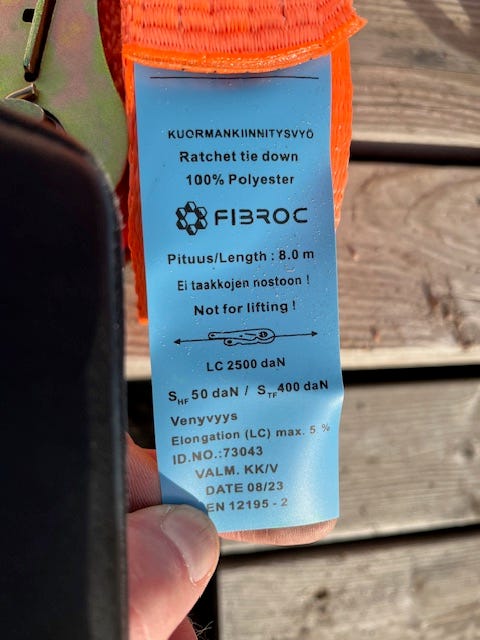 KUORMANKIINNITYSVYÖ
Ratchet tie down
100% Polyester
FIBROC
Pituus/Length : 8.0 m
Ei taakkojen nostoon !
Not for lifting !
LC 2500 daN
SHF 50 daN / STF 400 daN
Venyvyys
Elongation (LC) max. 5 %
ID.NO.:73043
VALM. KK/V
DATE 08/23
EN 12195 - 2